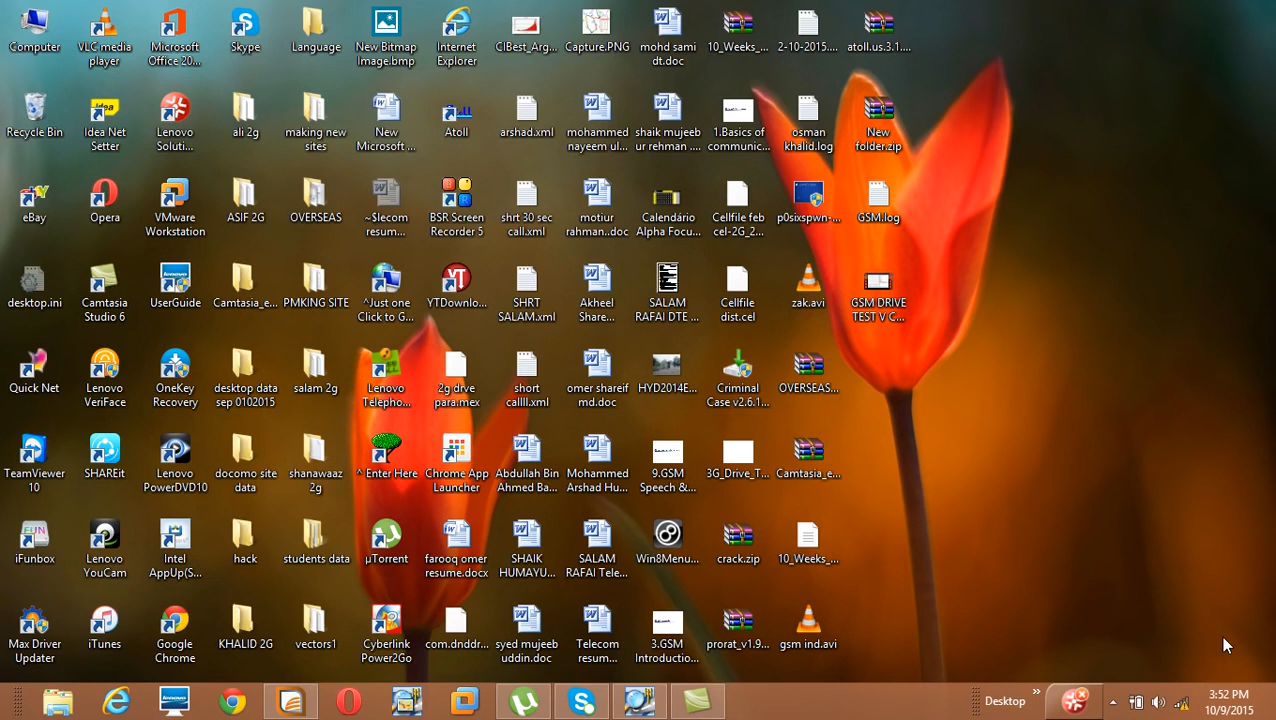 Computer
VLC media
player
Microsoft
Office 20...
Skype
Language
New Bitmap
Image.bmp
Internet
Explorer
CIBest_Arg...
Capture.PNG
mohd sami
dt.doc
10_Weeks_...
2-10-2015....
atoll.us.3.1....
Recycle Bin
Idea Net
Setter
Lenovo
Soluti...
ali 2g
making new
sites
New
Microsoft ...
Atoll
arshad.xml
mohammed
nayeem ul...
shaik mujeeb
ur rehman ....
1.Basics of
communic...
osman
khalid.log
New
folder.zip
eBay
Opera
VMware
Workstation
ASIF 2G
OVERSEAS
~$lecom
resum...
BSR Screen
Recorder 5
shrt 30 sec
call.xml
motiur
rahman..doc
Calendário
Alpha Focu...
Cellfile feb
cel-2G_2...
p0sixspwn-...
GSM.log
desktop.ini
Camtasia
Studio 6
UserGuide
Camtasia_e...
PMKING SITE
^Just one
Click to G...
YTDownlo...
SHRT
SALAM.xml
Akheel
Share...
SALAM
RAFAI DTE ...
Cellfile
dist.cel
zak.avi
GSM DRIVE
TEST V C...
Quick Net
Lenovo
VeriFace
OneKey
Recovery
desktop data
sep 0102015
salam 2g
Lenovo
Telepho...
2g drve
para.mex
short
callll.xml
omer shareif
md.doc
HYD2014E...
Criminal
Case v2.6.1...
OVERSEAS...
TeamViewer
10
SHAREit
Lenovo
PowerDVD10
docomo site
data
shanawaaz
2g
^ Enter Here
Chrome App
Launcher
Abdullah Bin
Ahmed Ba...
Mohammed
Arshad Hu...
9.GSM
Speech &...
3G_Drive_T...
Camtasia_e...
iFunbox
Lenovo
YouCam
Intel
AppUp(S...
hack
students data
µTorrent
farooq omer
resume.docx
SHAIK
HUMAYU...
SALAM
RAFAI Tele...
Win8Menu...
crack.zip
10_Weeks_...
Max Driver
Updater
iTunes
Google
Chrome
KHALID 2G
vectors1
Cyberlink
Power2Go
com.dnddr...
syed mujeeb
uddin.doc
Telecom
resum...
3.GSM
Introductio...
prorat_v1.9...
gsm ind.avi
Desktop
3:52 PM
10/9/2015